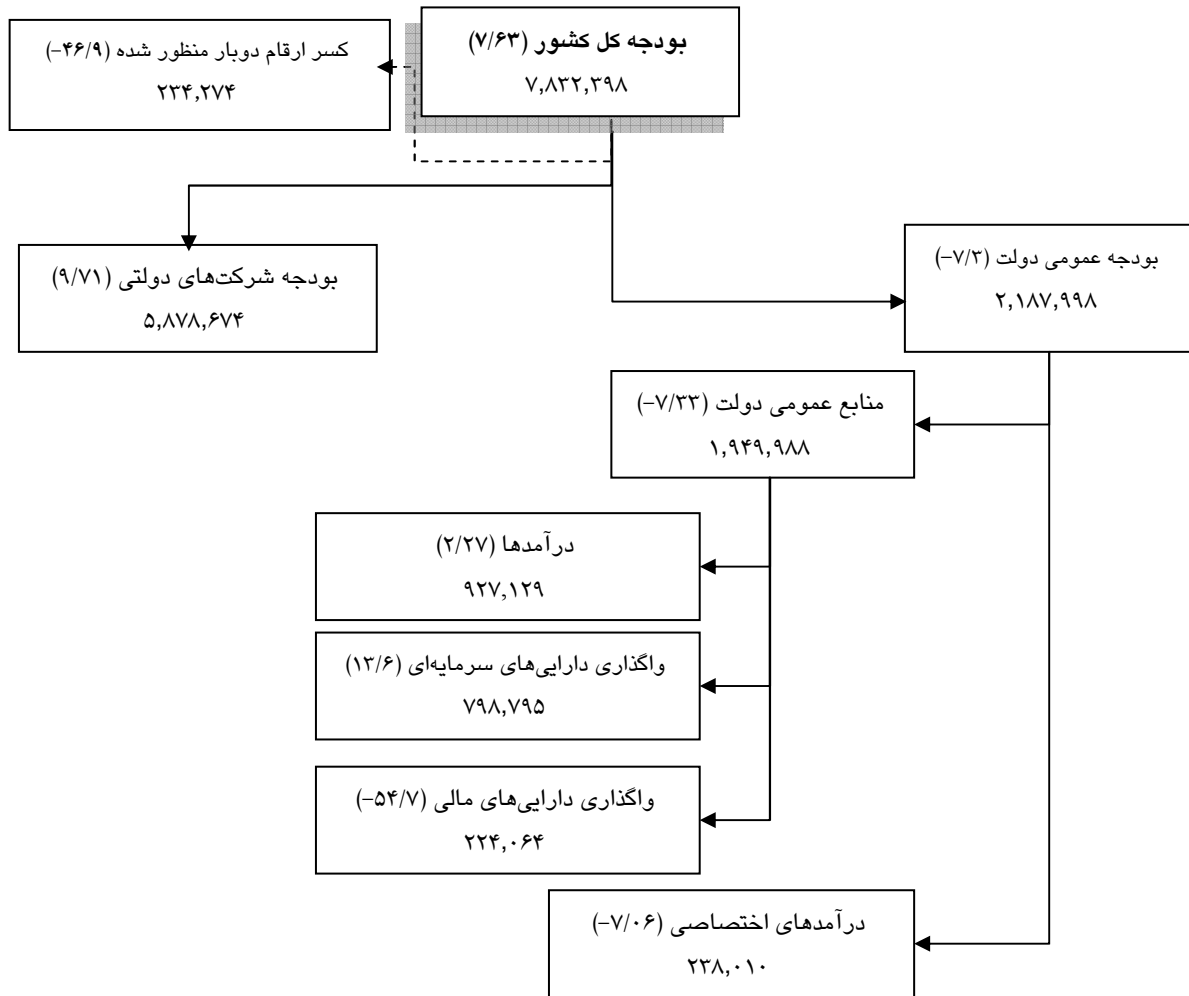 بودجه کل کشور (۷/۶۳)
۷,۸۳۲,۳۹۸
کسر ارقام دوبار منظور شده (۴۶/۹–)
۲۳۴,۲۷۴
بودجه عمومی دولت (۷/۳–)
۲,۱۸۷,۹۹۸
بودجه شرکت‌های دولتی (۹/۷۱)
۵,۸۷۸,۶۷۴
منابع عمومی دولت (۷/۳۳–)
۱,۹۴۹,۹۸۸
درآمدها (۲/۲۷)
۹۲۷,۱۲۹
واگذاری دارایی‌های سرمایه‌ای (۱۳/۶)
۷۹۸,۷۹۵
واگذاری دارایی‌های مالی (۵۴/۷–)
۲۲۴,۰۶۴
درآمدهای اختصاصی (۷/۰۶–)
۲۳۸,۰۱۰